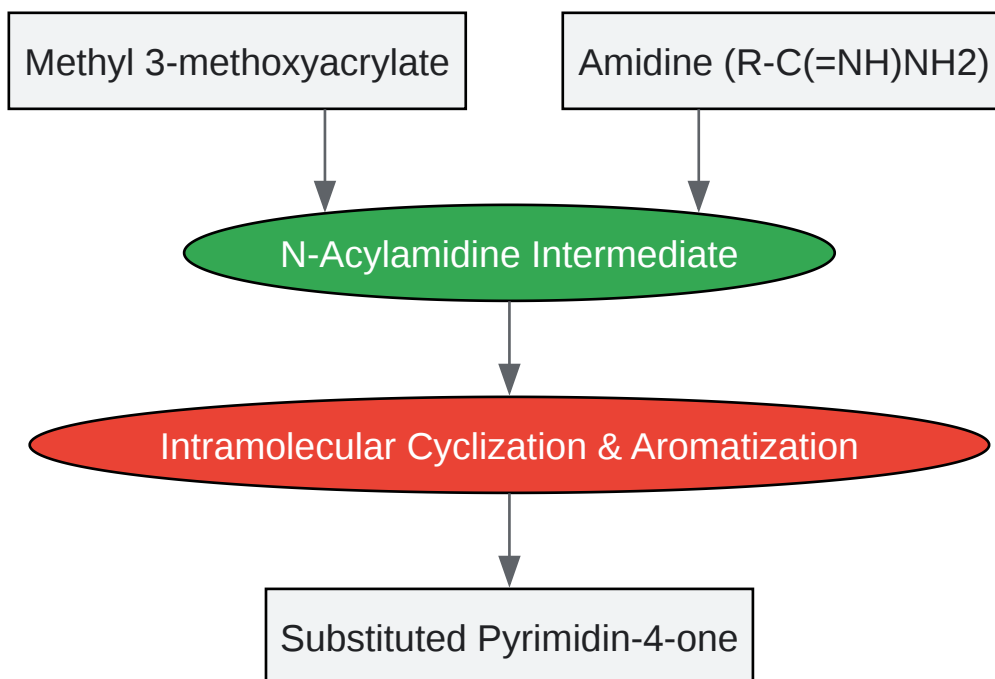 Methyl 3-methoxyacrylate
Amidine (R-C(=NH)NH2)
N-Acylamidine Intermediate
Intramolecular Cyclization & Aromatization
Substituted Pyrimidin-4-one